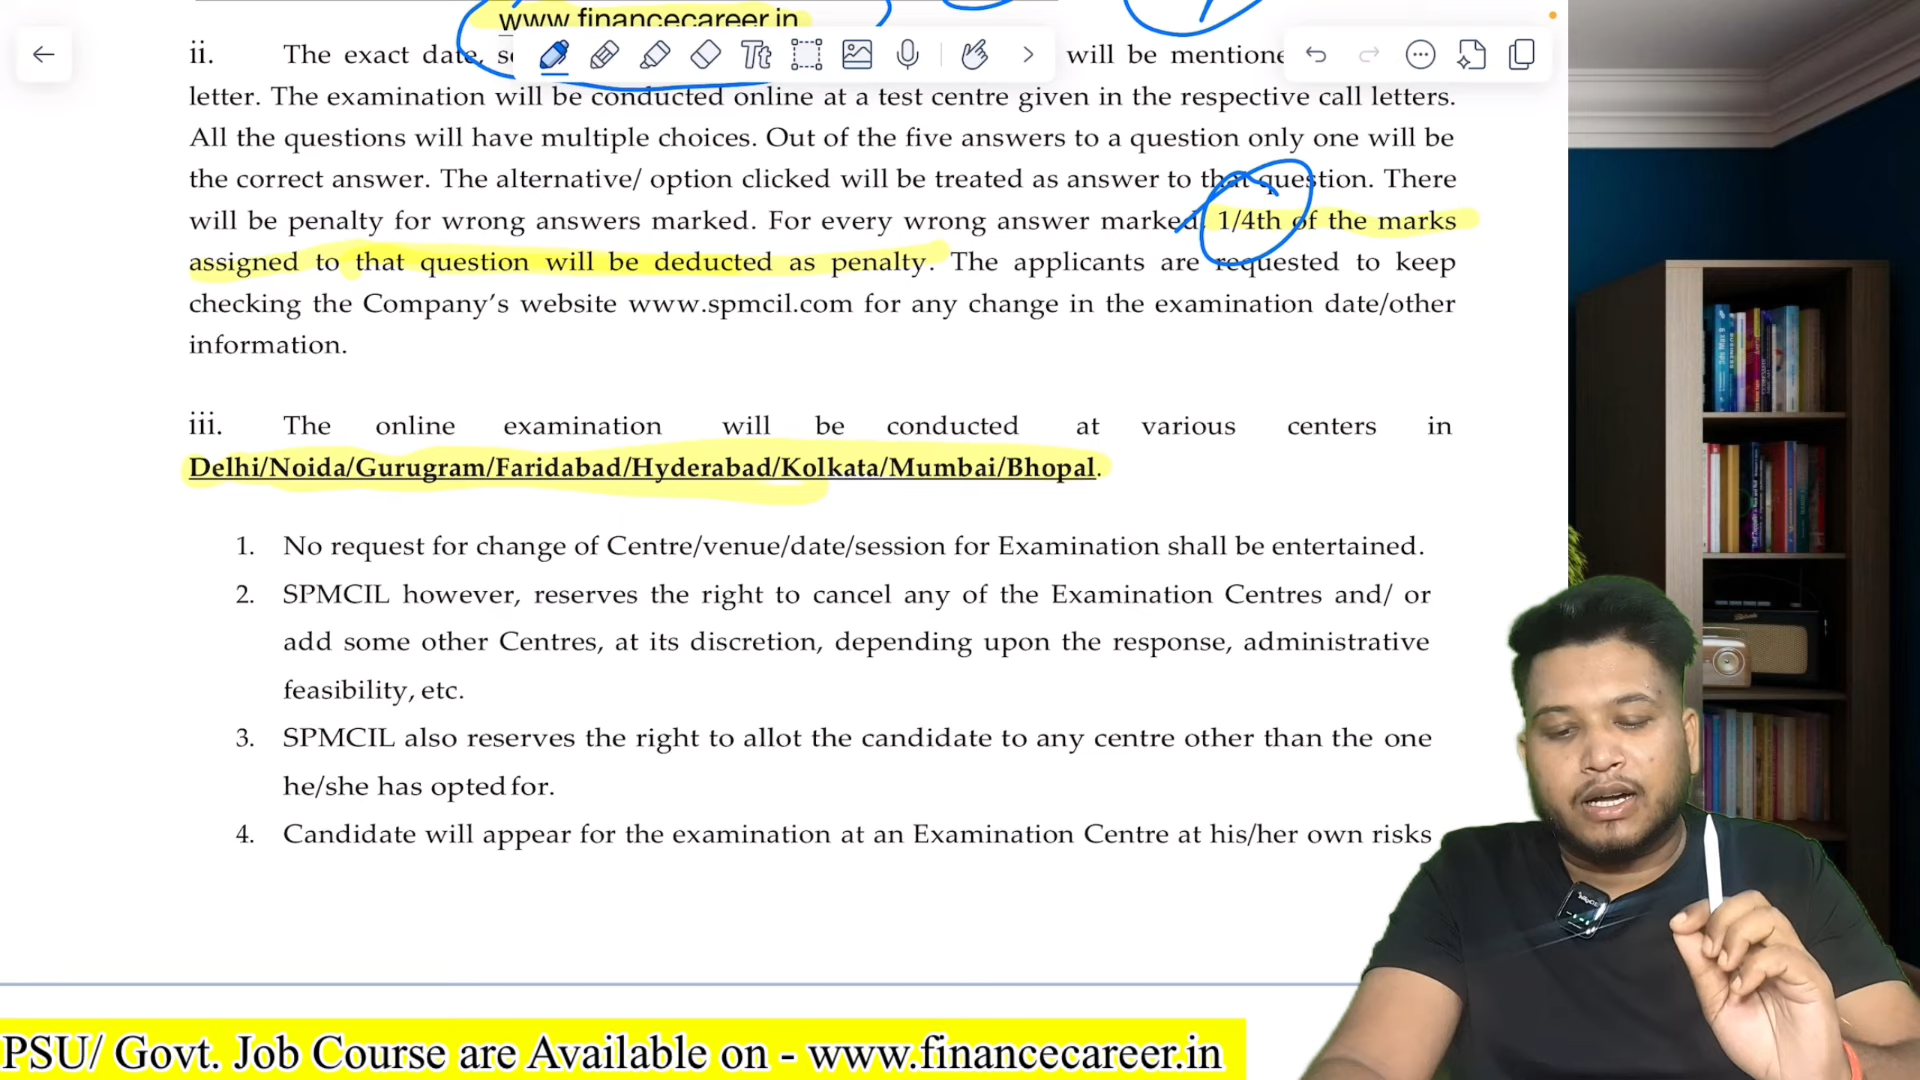 www.financecareer.in
ii. The exact date, s will be mentione
letter. The examination will be conducted online at a test centre given in the respective call letters.
All the questions will have multiple choices. Out of the five answers to a question only one will be
the correct answer. The alternative/ option clicked will be treated as answer to that question. There
will be penalty for wrong answers marked. For every wrong answer marked, 1/4th of the marks
assigned to that question will be deducted as penalty. The applicants are requested to keep
checking the Company’s website www.spmcil.com for any change in the examination date/other
information.
iii. The online examination will be conducted at various centers in
Delhi/Noida/Gurugram/Faridabad/Hyderabad/Kolkata/Mumbai/Bhopal.
1. No request for change of Centre/venue/date/session for Examination shall be entertained.
2. SPMCIL however, reserves the right to cancel any of the Examination Centres and/ or
add some other Centres, at its discretion, depending upon the response, administrative
feasibility, etc.
3. SPMCIL also reserves the right to allot the candidate to any centre other than the one
he/she has opted for.
4. Candidate will appear for the examination at an Examination Centre at his/her own risks
PSU/ Govt. Job Course are Available on - www.financecareer.in